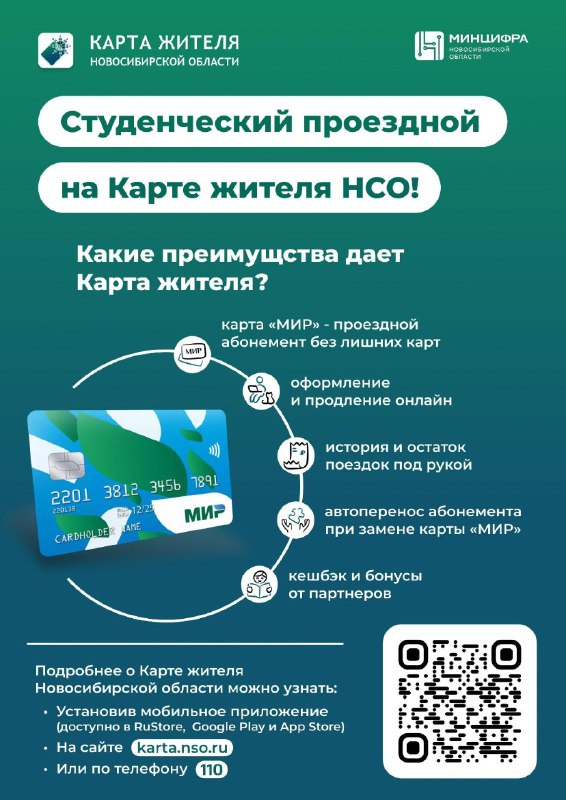 КАРТА ЖИТЕЛЯ
НОВОСИБИРСКОЙ ОБЛАСТИ
МИНЦИФРА
НОВОСИБИРСКОЙ
ОБЛАСТИ
Студенческий проездной
на Карте жителя НСО!
Какие преимущства дает
Карта жителя?
карта «МИР» - проездной
абонемент без лишних карт
МИР
оформление
и продление онлайн
история и остаток
поездок под рукой
автоперенос абонемента
при замене карты «МИР»
кешбэк и бонусы
от партнеров
2201 3812 3456 7891
220138
12/25
CARDHOLDER NAME
МИР
Подробнее о Карте жителя
Новосибирской области можно узнать:
• Установив мобильное приложение
(доступно в RuStore, Google Play и App Store)
• На сайте karta.nso.ru
• Или по телефону 110